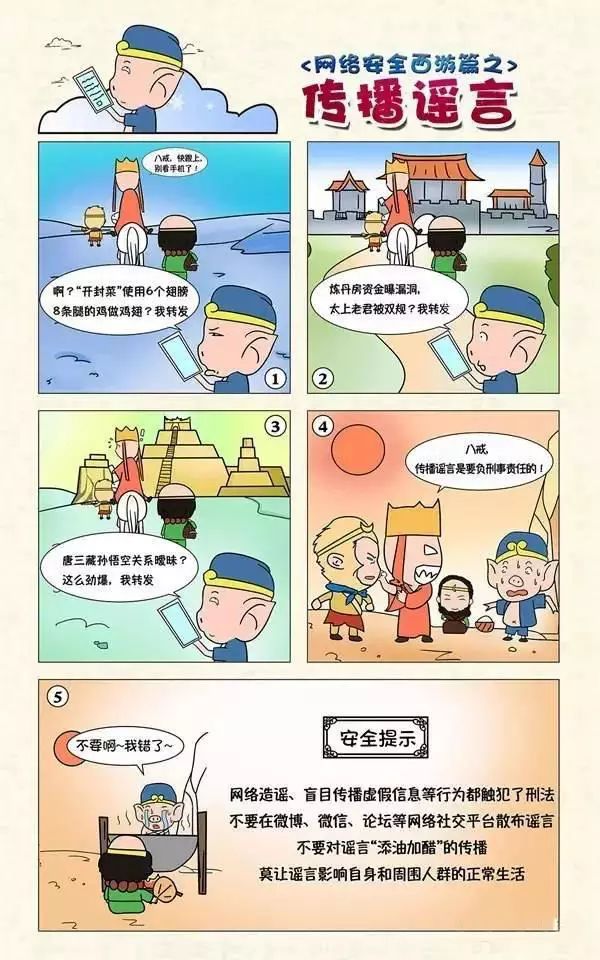 <网络安全西游篇之>
传播谣言
八戒，快跟上，
别看手机了！
啊？“开封菜”使用6个翅膀
8条腿的鸡做鸡翅？我转发
1
炼丹房资金曝漏洞，
太上老君被双规？我转发
2
3
唐三藏孙悟空关系暧昧？
这么劲爆，我转发
4
八戒，
传播谣言是要负刑事责任的！
5
不要啊~我错了~
安全提示
网络造谣、盲目传播虚假信息等行为都触犯了刑法
不要在微博、微信、论坛等网络社交平台散布谣言
不要对谣言“添油加醋”的传播
莫让谣言影响自身和周围人群的正常生活